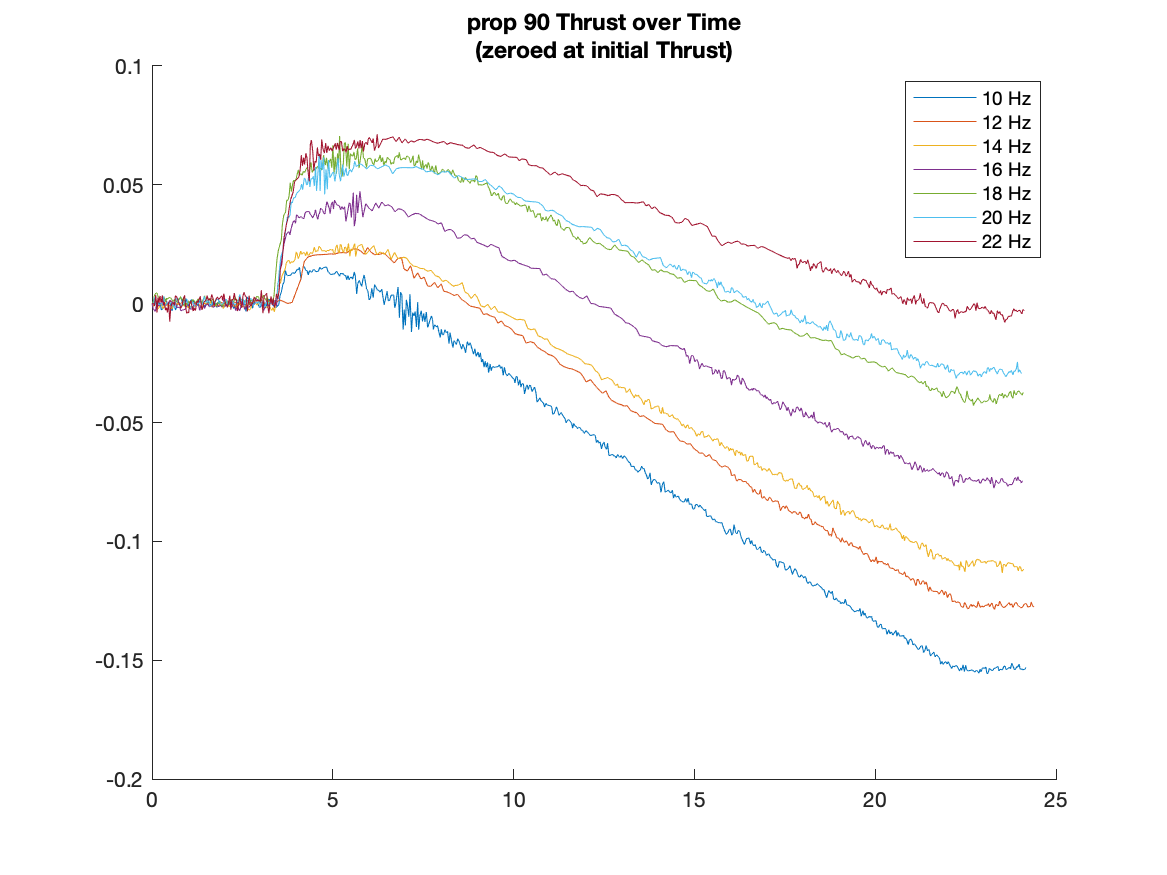 prop 90 Thrust over Time
(zeroed at initial Thrust)
0.1
0.05
0
-0.05
-0.1
-0.15
-0.2
0 5 10 15 20 25
10 Hz
12 Hz
14 Hz
16 Hz
18 Hz
20 Hz
22 Hz